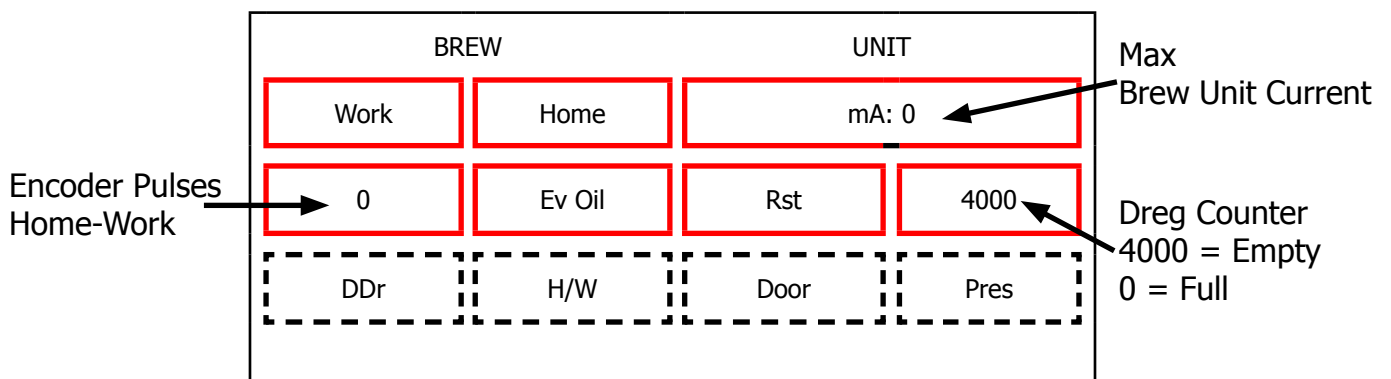 BREW UNIT
Max
Brew Unit Current
Work Home mA: 0
Encoder Pulses
Home-Work
0 Ev Oil Rst 4000
Dreg Counter
4000 = Empty
0 = Full
DDr H/W Door Pres